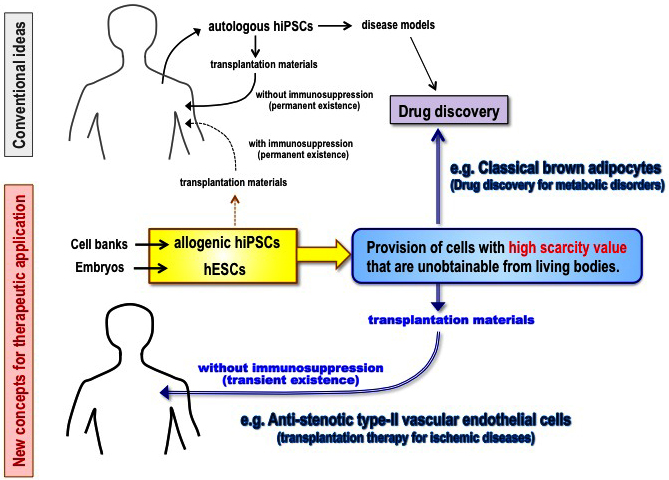 Conventional ideas
autologous hiPSCs
disease models
transplantation materials
without immunosuppression
(permanent existence)
Drug discovery
with immunosuppression
(permanent existence)
transplantation materials
e.g. Classical brown adipocytes
(Drug discovery for metabolic disorders)
New concepts for therapeutic application
Cell banks
Embryos
allogenic hiPSCs
hESCs
Provision of cells with high scarcity value
that are unobtainable from living bodies.
transplantation materials
without immunosuppression
(transient existence)
e.g. Anti-stenotic type-II vascular endothelial cells
(transplantation therapy for ischemic diseases)